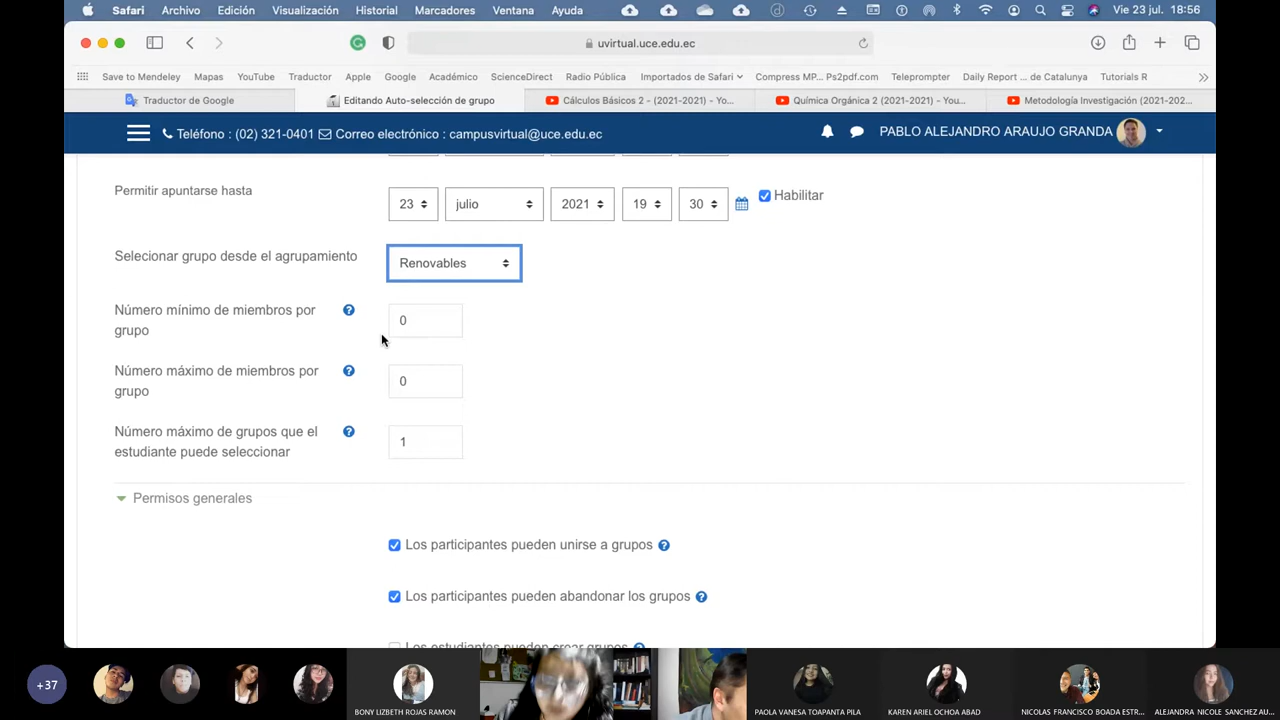 Safari Archivo Edición Visualización Historial Marcadores Ventana Ayuda Vie 23 jul. 18:56
uvirtual.uce.edu.ec
Save to Mendeley Mapas YouTube Traductor Apple Google Académico ScienceDirect Radio Pública Importados de Safari Compress MP... Ps2pdf.com Teleprompter Daily Report ... de Catalunya Tutorials R
Traductor de Google Editando Auto-selección de grupo Cálculos Básicos 2 - (2021-2021) - Yo... Química Orgánica 2 (2021-2021) - You... Metodología Investigación (2021-202...
Teléfono : (02) 321-0401 Correo electrónico : campusvirtual@uce.edu.ec PABLO ALEJANDRO ARAUJO GRANDA
Permitir apuntarse hasta 23 julio 2021 19 30 Habilitar
Selecionar grupo desde el agrupamiento Renovables
Número mínimo de miembros por
grupo
0
Número máximo de miembros por
grupo
0
Número máximo de grupos que el
estudiante puede seleccionar
1
Permisos generales
Los participantes pueden unirse a grupos
Los participantes pueden abandonar los grupos
Los estudiantes pueden crear grupos
+37 BONY LIZBETH ROJAS RAMON PAOLA VANESA TOAPANTA PILA KAREN ARIEL OCHOA ABAD NICOLAS FRANCISCO BOADA ESTR... ALEJANDRA NICOLE SANCHEZ AU...